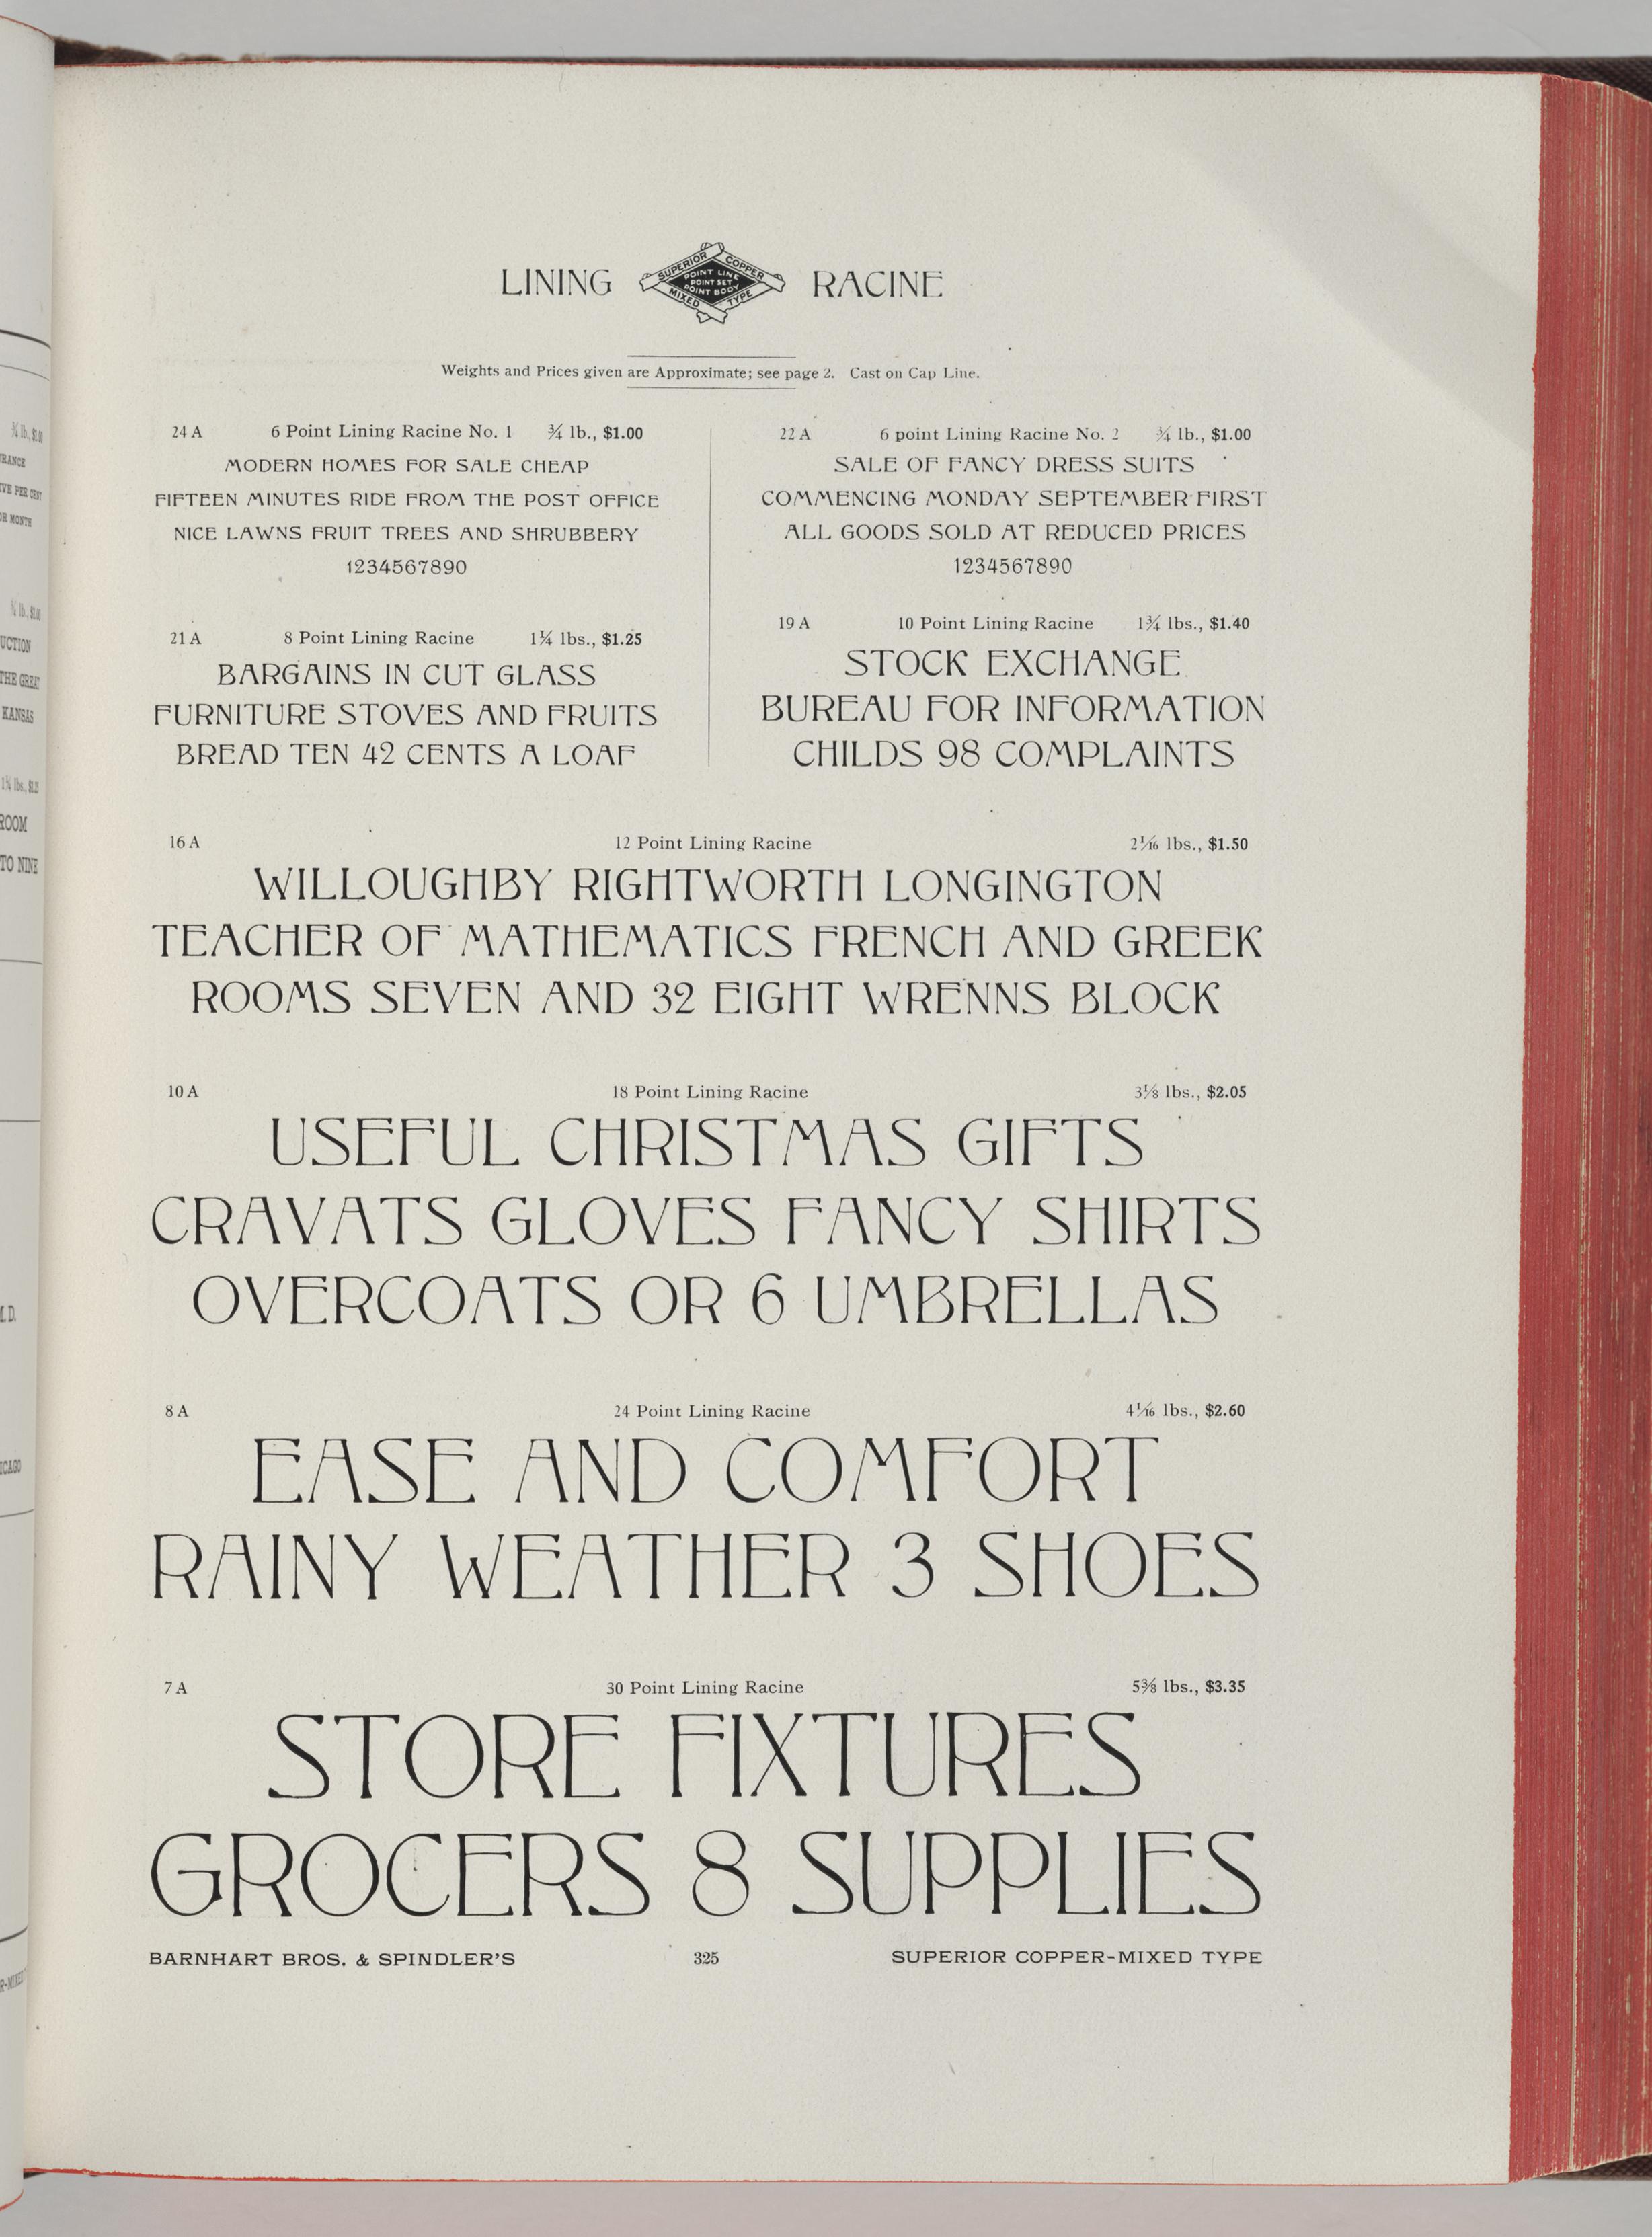 LINING RACINE
SUPERIOR COPPER
POINT LINE
POINT SET
POINT BODY
MIXED TYPE
Weights and Prices given are Approximate; see page 2. Cast on Cap Line.
24 A 6 Point Lining Racine No. 1 ¾ lb., $1.00
MODERN HOMES FOR SALE CHEAP
FIFTEEN MINUTES RIDE FROM THE POST OFFICE
NICE LAWNS FRUIT TREES AND SHRUBBERY
1234567890
22 A 6 point Lining Racine No. 2 ¾ lb., $1.00
SALE OF FANCY DRESS SUITS
COMMENCING MONDAY SEPTEMBER FIRST
ALL GOODS SOLD AT REDUCED PRICES
1234567890
21 A 8 Point Lining Racine 1¼ lbs., $1.25
BARGAINS IN CUT GLASS
FURNITURE STOVES AND FRUITS
BREAD TEN 42 CENTS A LOAF
19 A 10 Point Lining Racine 1¾ lbs., $1.40
STOCK EXCHANGE
BUREAU FOR INFORMATION
CHILDS 98 COMPLAINTS
16 A 12 Point Lining Racine 2 1/16 lbs., $1.50
WILLOUGHBY RIGHTWORTH LONGINGTON
TEACHER OF MATHEMATICS FRENCH AND GREEK
ROOMS SEVEN AND 32 EIGHT WRENNS BLOCK
10 A 18 Point Lining Racine 3⅛ lbs., $2.05
USEFUL CHRISTMAS GIFTS
CRAVATS GLOVES FANCY SHIRTS
OVERCOATS OR 6 UMBRELLAS
8 A 24 Point Lining Racine 4 1/16 lbs., $2.60
EASE AND COMFORT
RAINY WEATHER 3 SHOES
7 A 30 Point Lining Racine 5⅜ lbs., $3.35
STORE FIXTURES
GROCERS 8 SUPPLIES
BARNHART BROS. & SPINDLER'S 325 SUPERIOR COPPER-MIXED TYPE